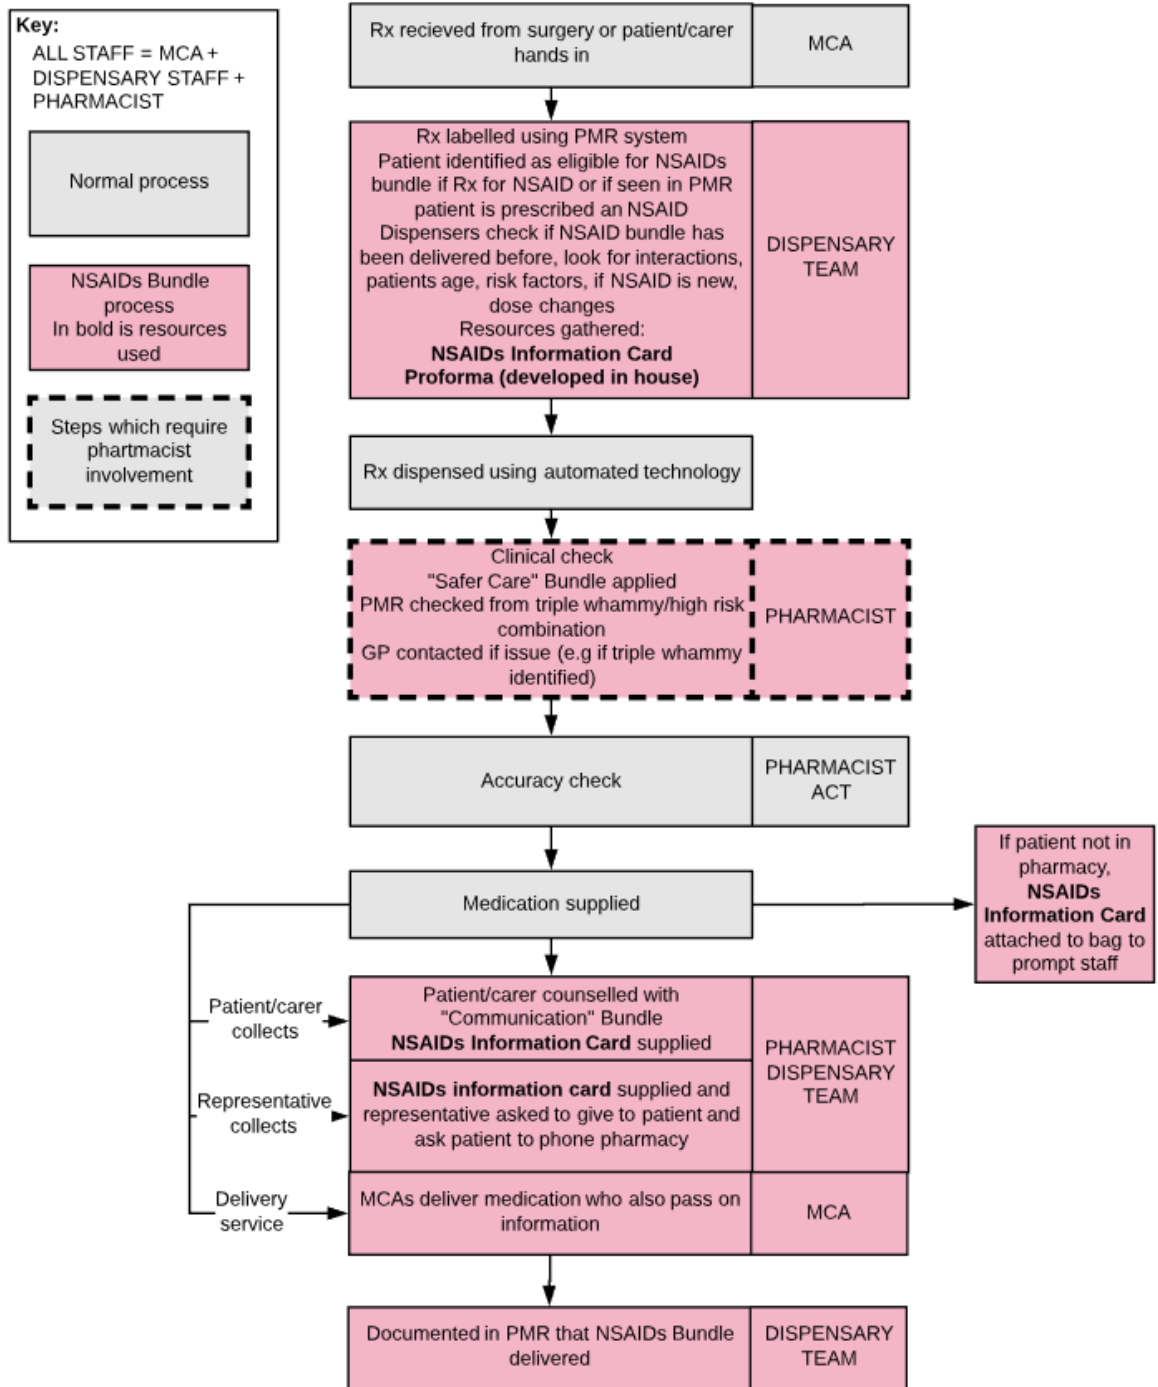 Key:
ALL STAFF = MCA +
DISPENSARY STAFF +
PHARMACIST
Normal process
NSAIDs Bundle
process
In bold is resources
used
Steps which require
phartmacist
involvement
Rx recieved from surgery or patient/carer
hands in
MCA
Rx labelled using PMR system
Patient identified as eligible for NSAIDs
bundle if Rx for NSAID or if seen in PMR
patient is prescribed an NSAID
Dispensers check if NSAID bundle has
been delivered before, look for interactions,
patients age, risk factors, if NSAID is new,
dose changes
Resources gathered:
NSAIDs Information Card
Proforma (developed in house)
DISPENSARY
TEAM
Rx dispensed using automated technology
Clinical check
"Safer Care" Bundle applied
PMR checked from triple whammy/high risk
combination
GP contacted if issue (e.g if triple whammy
identified)
PHARMACIST
Accuracy check
PHARMACIST
ACT
Medication supplied
If patient not in
pharmacy,
NSAIDs
Information Card
attached to bag to
prompt staff
Patient/carer
collects
Patient/carer counselled with
"Communication" Bundle
NSAIDs Information Card supplied
PHARMACIST
DISPENSARY
TEAM
Representative
collects
NSAIDs information card supplied and
representative asked to give to patient and
ask patient to phone pharmacy
Delivery
service
MCAs deliver medication who also pass on
information
MCA
Documented in PMR that NSAIDs Bundle
delivered
DISPENSARY
TEAM